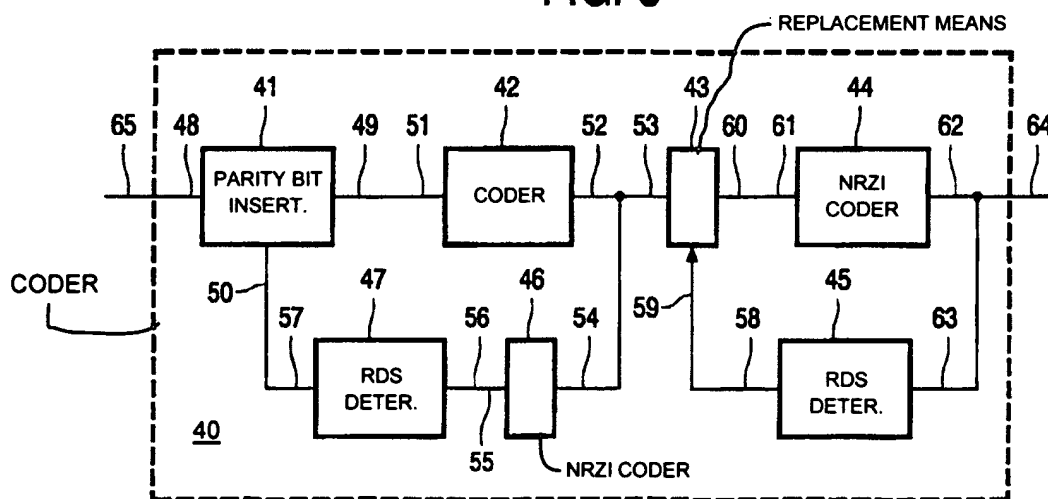 REPLACEMENT MEANS
41 42 43 44
65 48 49 51 52 53 60 61 62 64
PARITY BIT
INSERT.
CODER
NRZI
CODER
CODER
50 47 46 59 45
57 56 54 58 63
RDS
DETER.
RDS
DETER.
40
55
NRZI CODER